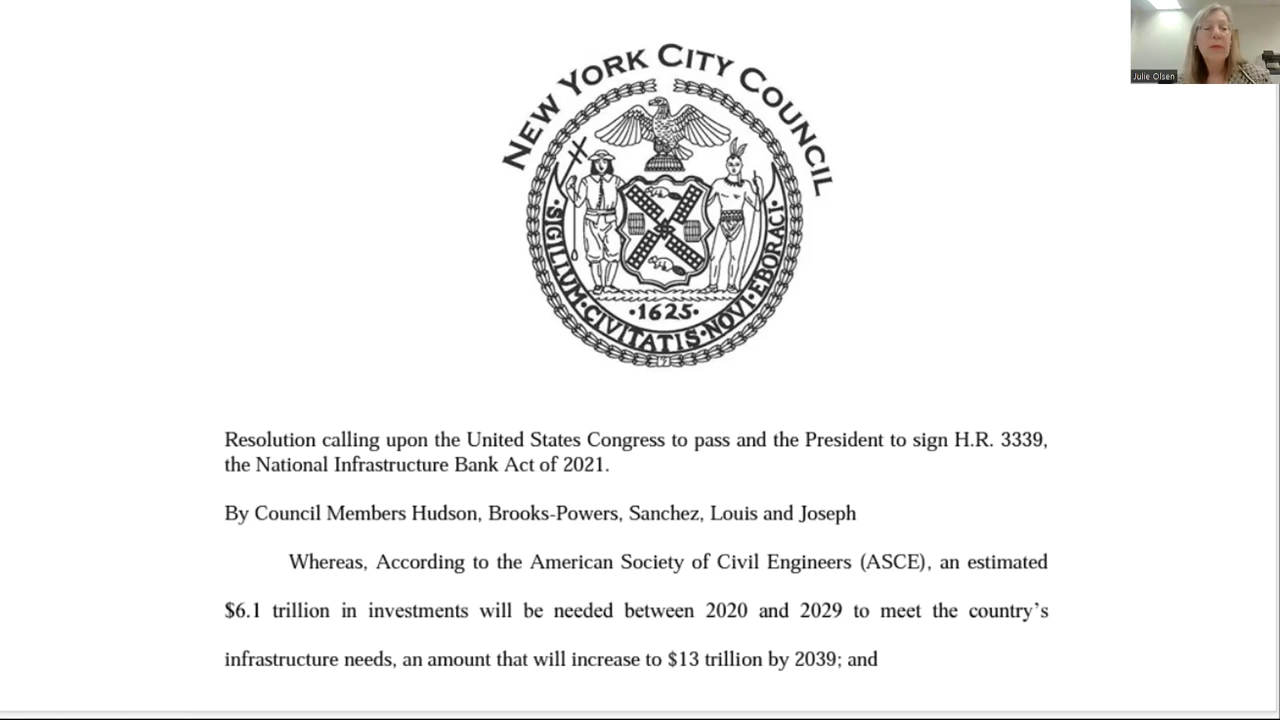 NEW YORK CITY COUNCIL
Julie Olsen
·SIGILLUM·CIVITATIS·NOVI·EBORACI·
·1625·
Resolution calling upon the United States Congress to pass and the President to sign H.R. 3339,
the National Infrastructure Bank Act of 2021.
By Council Members Hudson, Brooks-Powers, Sanchez, Louis and Joseph
Whereas, According to the American Society of Civil Engineers (ASCE), an estimated
$6.1 trillion in investments will be needed between 2020 and 2029 to meet the country’s
infrastructure needs, an amount that will increase to $13 trillion by 2039; and